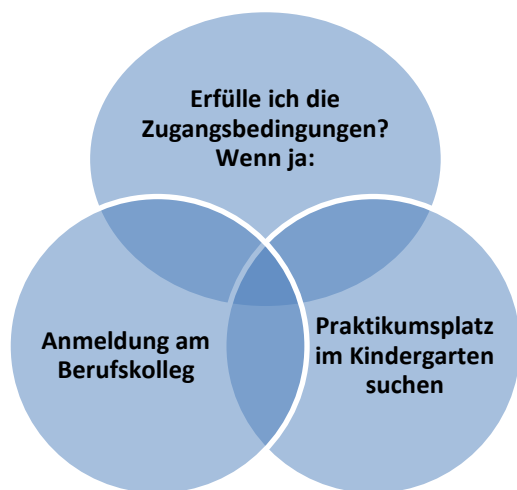 Erfülle ich die
Zugangsbedingungen?
Wenn ja:
Anmeldung am
Berufskolleg
Praktikumsplatz
im Kindergarten
suchen